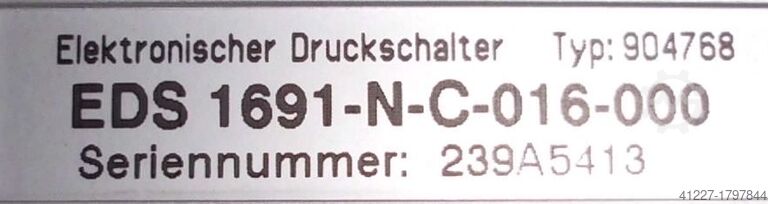 Elektronischer Druckschalter Typ: 904768
EDS 1691-N-C-016-000
Seriennummer: 239A5413
41227-1797844